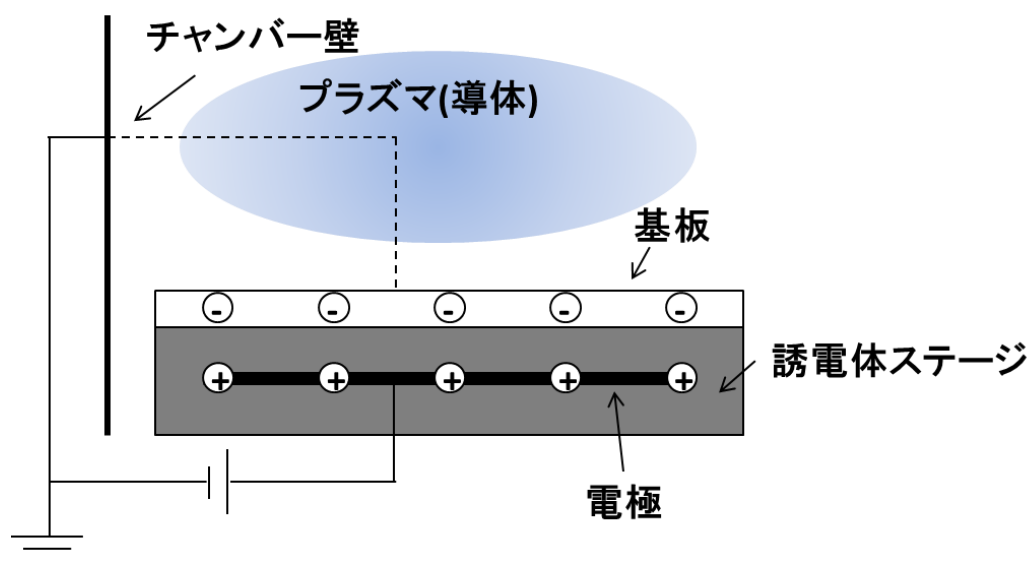 チャンバー壁
プラズマ(導体)
基板
- - - - -
誘電体ステージ
+ + + + +
電極